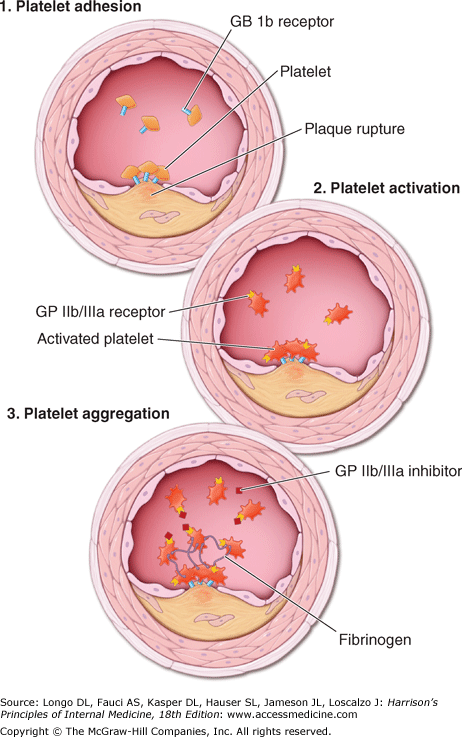 1. Platelet adhesion
GB 1b receptor
Platelet
Plaque rupture
2. Platelet activation
GP IIb/IIIa receptor
Activated platelet
3. Platelet aggregation
GP IIb/IIIa inhibitor
Fibrinogen
Source: Longo DL, Fauci AS, Kasper DL, Hauser SL, Jameson JL, Loscalzo J: Harrison's
Principles of Internal Medicine, 18th Edition: www.accessmedicine.com
Copyright © The McGraw-Hill Companies, Inc. All rights reserved.